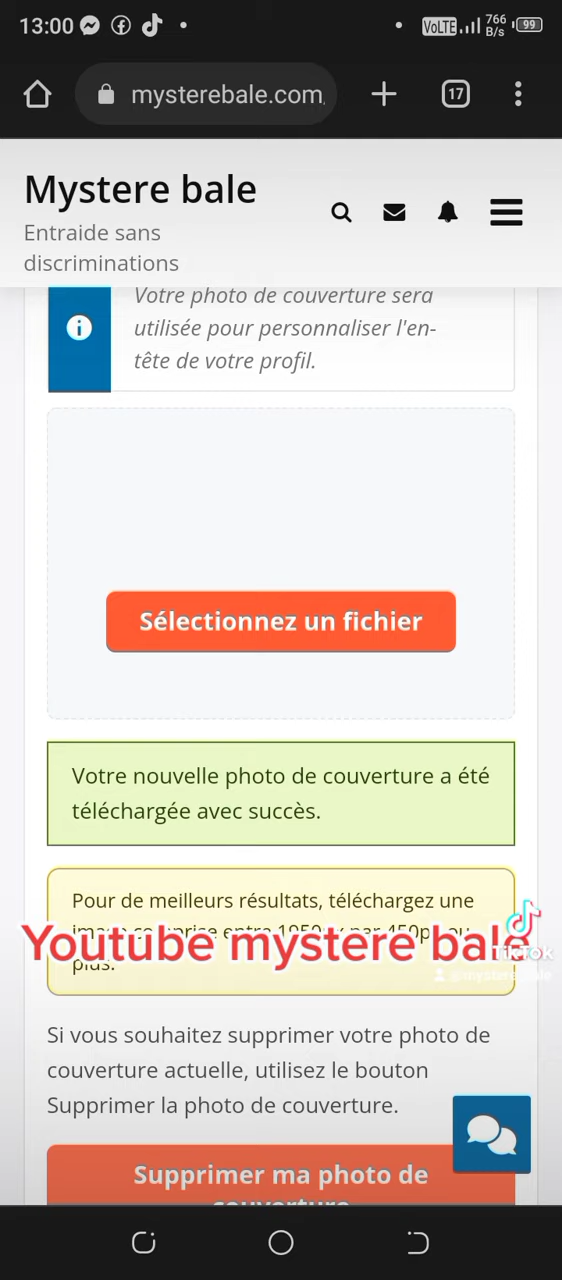 13:00
VoLTE
766
B/s
99
mysterebale.com
17
Mystere bale
Entraide sans
discriminations
Votre photo de couverture sera
utilisée pour personnaliser l'en-
tête de votre profil.
Sélectionnez un fichier
Votre nouvelle photo de couverture a été
téléchargée avec succès.
Pour de meilleurs résultats, téléchargez une
Youtube mystere bale
TikTok
plus.
Si vous souhaitez supprimer votre photo de
couverture actuelle, utilisez le bouton
Supprimer la photo de couverture.
Supprimer ma photo de
couverture